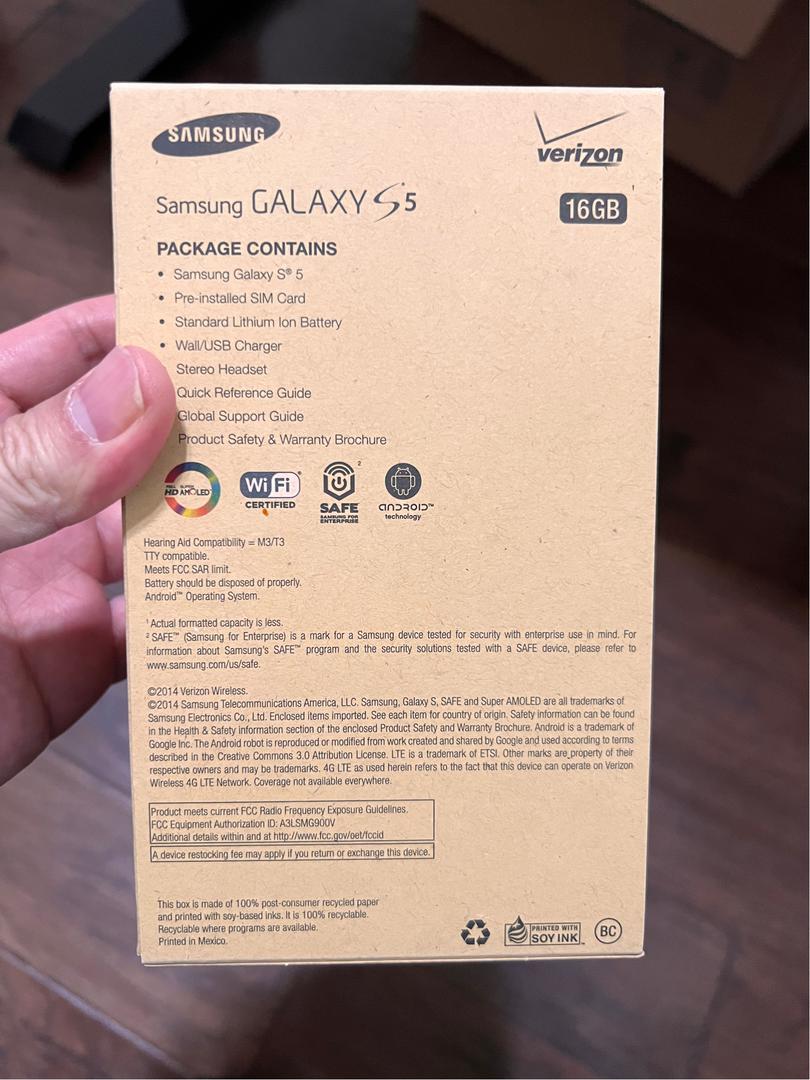 SAMSUNG
verizon
Samsung GALAXY S5
16GB
PACKAGE CONTAINS
• Samsung Galaxy S® 5
• Pre-installed SIM Card
• Standard Lithium Ion Battery
• Wall/USB Charger
Stereo Headset
Quick Reference Guide
Global Support Guide
Product Safety & Warranty Brochure
FULL SUPER
HD AMOLED
Wi Fi ®
CERTIFIED
2
SAFE
SAMSUNG FOR
ENTERPRISE
ANDROID™
technology
Hearing Aid Compatibility = M3/T3
TTY compatible.
Meets FCC SAR limit.
Battery should be disposed of properly.
Android™ Operating System.
¹ Actual formatted capacity is less.
² SAFE™ (Samsung for Enterprise) is a mark for a Samsung device tested for security with enterprise use in mind. For
information about Samsung's SAFE™ program and the security solutions tested with a SAFE device, please refer to
www.samsung.com/us/safe.
©2014 Verizon Wireless.
©2014 Samsung Telecommunications America, LLC. Samsung, Galaxy S, SAFE and Super AMOLED are all trademarks of
Samsung Electronics Co., Ltd. Enclosed items imported. See each item for country of origin. Safety information can be found
in the Health & Safety information section of the enclosed Product Safety and Warranty Brochure. Android is a trademark of
Google Inc. The Android robot is reproduced or modified from work created and shared by Google and used according to terms
described in the Creative Commons 3.0 Attribution License. LTE is a trademark of ETSI. Other marks are property of their
respective owners and may be trademarks. 4G LTE as used herein refers to the fact that this device can operate on Verizon
Wireless 4G LTE Network. Coverage not available everywhere.
Product meets current FCC Radio Frequency Exposure Guidelines.
FCC Equipment Authorization ID: A3LSMG900V
Additional details within and at http://www.fcc.gov/oet/fccid
A device restocking fee may apply if you return or exchange this device.
This box is made of 100% post-consumer recycled paper
and printed with soy-based inks. It is 100% recyclable.
Recyclable where programs are available.
Printed in Mexico.
PRINTED WITH
SOY INK™
BC